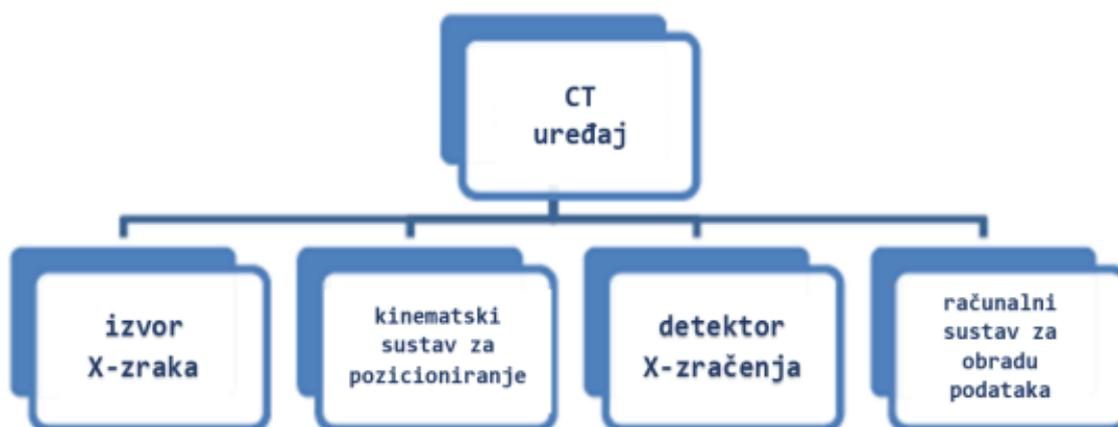 CT
uređaj
izvor
X-zraka
kinematski
sustav za
pozicioniranje
detektor
X-zračenja
računalni
sustav za
obradu
podataka